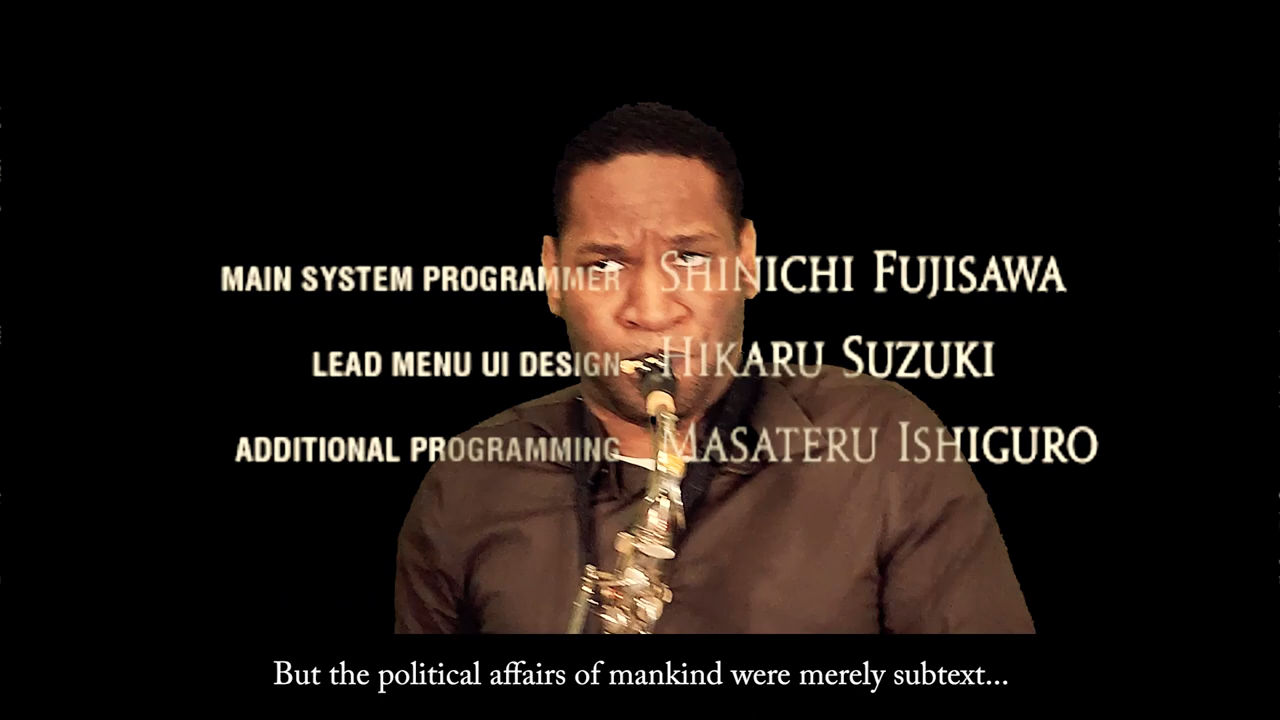 MAIN SYSTEM PROGRAMMER SHINICHI FUJISAWA
LEAD MENU UI DESIGN HIKARU SUZUKI
ADDITIONAL PROGRAMMING MASATERU ISHIGURO
But the political affairs of mankind were merely subtext...